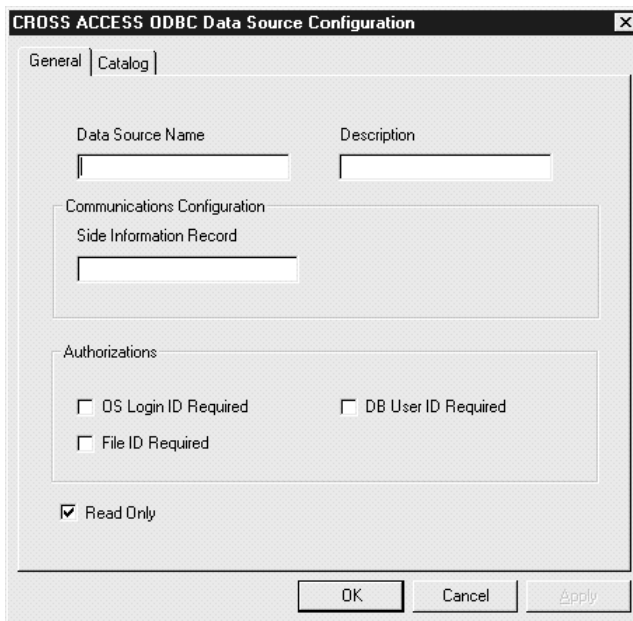 CROSS ACCESS ODBC Data Source Configuration
General Catalog
Data Source Name Description
Communications Configuration
Side Information Record
Authorizations
OS Login ID Required DB User ID Required
File ID Required
Read Only
OK Cancel Apply